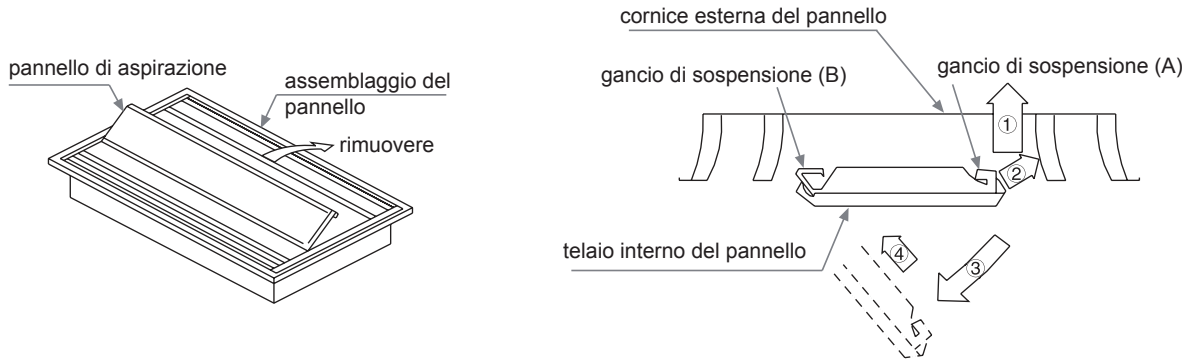 pannello di aspirazione
assemblaggio del
pannello
rimuovere
cornice esterna del pannello
gancio di sospensione (B)
gancio di sospensione (A)
①
②
telaio interno del pannello
④
③